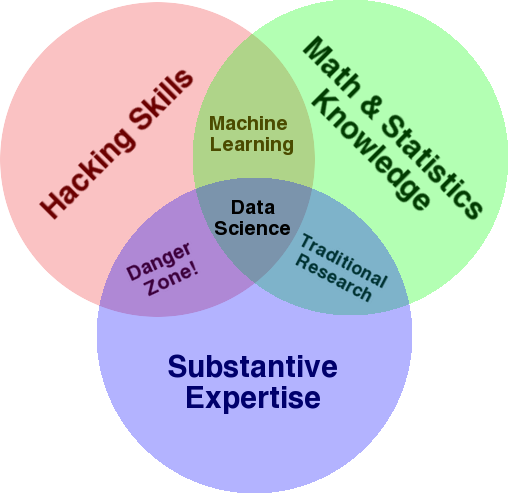 Hacking Skills
Math & Statistics
Knowledge
Machine
Learning
Data
Science
Danger
Zone!
Traditional
Research
Substantive
Expertise